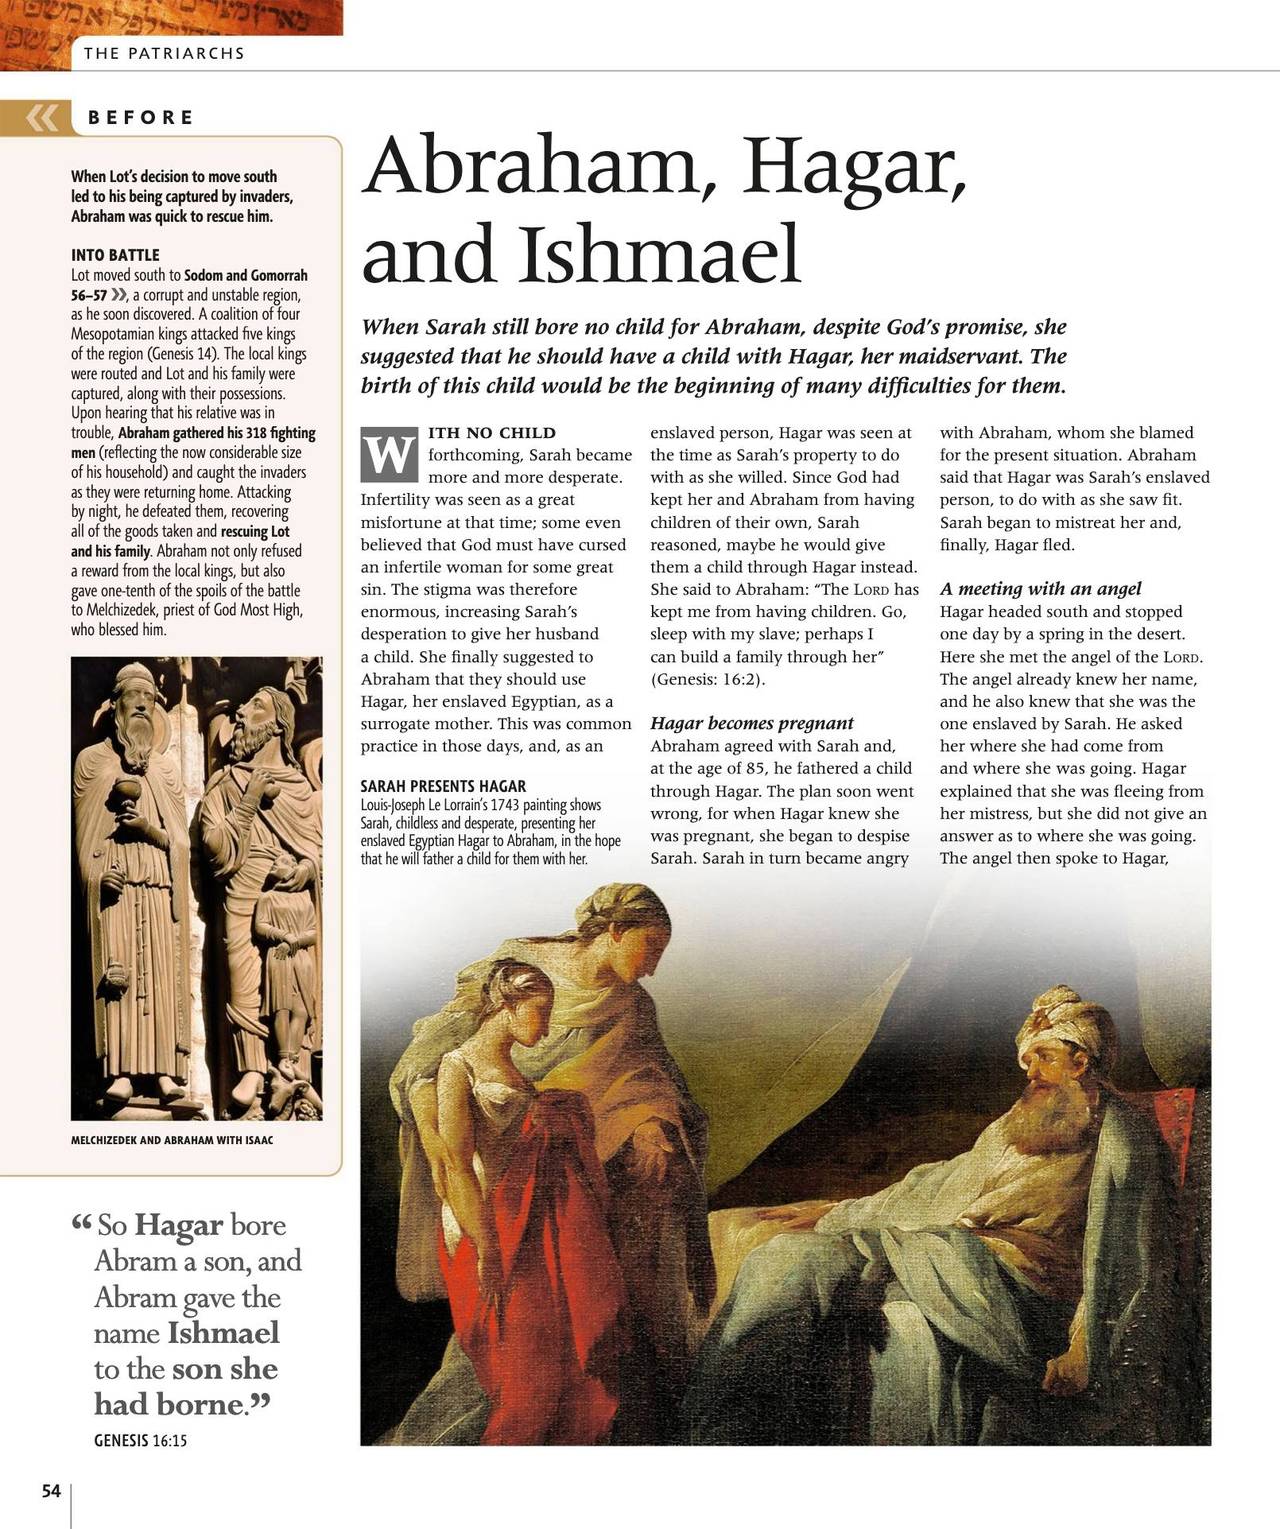 THE PATRIARCHS
BEFORE
When Lot’s decision to move south
led to his being captured by invaders,
Abraham was quick to rescue him.
INTO BATTLE
Lot moved south to Sodom and Gomorrah
56–57 ❯❯, a corrupt and unstable region,
as he soon discovered. A coalition of four
Mesopotamian kings attacked five kings
of the region (Genesis 14). The local kings
were routed and Lot and his family were
captured, along with their possessions.
Upon hearing that his relative was in
trouble, Abraham gathered his 318 fighting
men (reflecting the now considerable size
of his household) and caught the invaders
as they were returning home. Attacking
by night, he defeated them, recovering
all of the goods taken and rescuing Lot
and his family. Abraham not only refused
a reward from the local kings, but also
gave one-tenth of the spoils of the battle
to Melchizedek, priest of God Most High,
who blessed him.
MELCHIZEDEK AND ABRAHAM WITH ISAAC
“So Hagar bore
Abram a son, and
Abram gave the
name Ishmael
to the son she
had borne.”
GENESIS 16:15
54
Abraham, Hagar,
and Ishmael
When Sarah still bore no child for Abraham, despite God’s promise, she
suggested that he should have a child with Hagar, her maidservant. The
birth of this child would be the beginning of many difficulties for them.
WITH NO CHILD
forthcoming, Sarah became
more and more desperate.
Infertility was seen as a great
misfortune at that time; some even
believed that God must have cursed
an infertile woman for some great
sin. The stigma was therefore
enormous, increasing Sarah’s
desperation to give her husband
a child. She finally suggested to
Abraham that they should use
Hagar, her enslaved Egyptian, as a
surrogate mother. This was common
practice in those days, and, as an
SARAH PRESENTS HAGAR
Louis-Joseph Le Lorrain’s 1743 painting shows
Sarah, childless and desperate, presenting her
enslaved Egyptian Hagar to Abraham, in the hope
that he will father a child for them with her.
enslaved person, Hagar was seen at
the time as Sarah’s property to do
with as she willed. Since God had
kept her and Abraham from having
children of their own, Sarah
reasoned, maybe he would give
them a child through Hagar instead.
She said to Abraham: “The LORD has
kept me from having children. Go,
sleep with my slave; perhaps I
can build a family through her”
(Genesis: 16:2).
Hagar becomes pregnant
Abraham agreed with Sarah and,
at the age of 85, he fathered a child
through Hagar. The plan soon went
wrong, for when Hagar knew she
was pregnant, she began to despise
Sarah. Sarah in turn became angry
with Abraham, whom she blamed
for the present situation. Abraham
said that Hagar was Sarah’s enslaved
person, to do with as she saw fit.
Sarah began to mistreat her and,
finally, Hagar fled.
A meeting with an angel
Hagar headed south and stopped
one day by a spring in the desert.
Here she met the angel of the LORD.
The angel already knew her name,
and he also knew that she was the
one enslaved by Sarah. He asked
her where she had come from
and where she was going. Hagar
explained that she was fleeing from
her mistress, but she did not give an
answer as to where she was going.
The angel then spoke to Hagar,